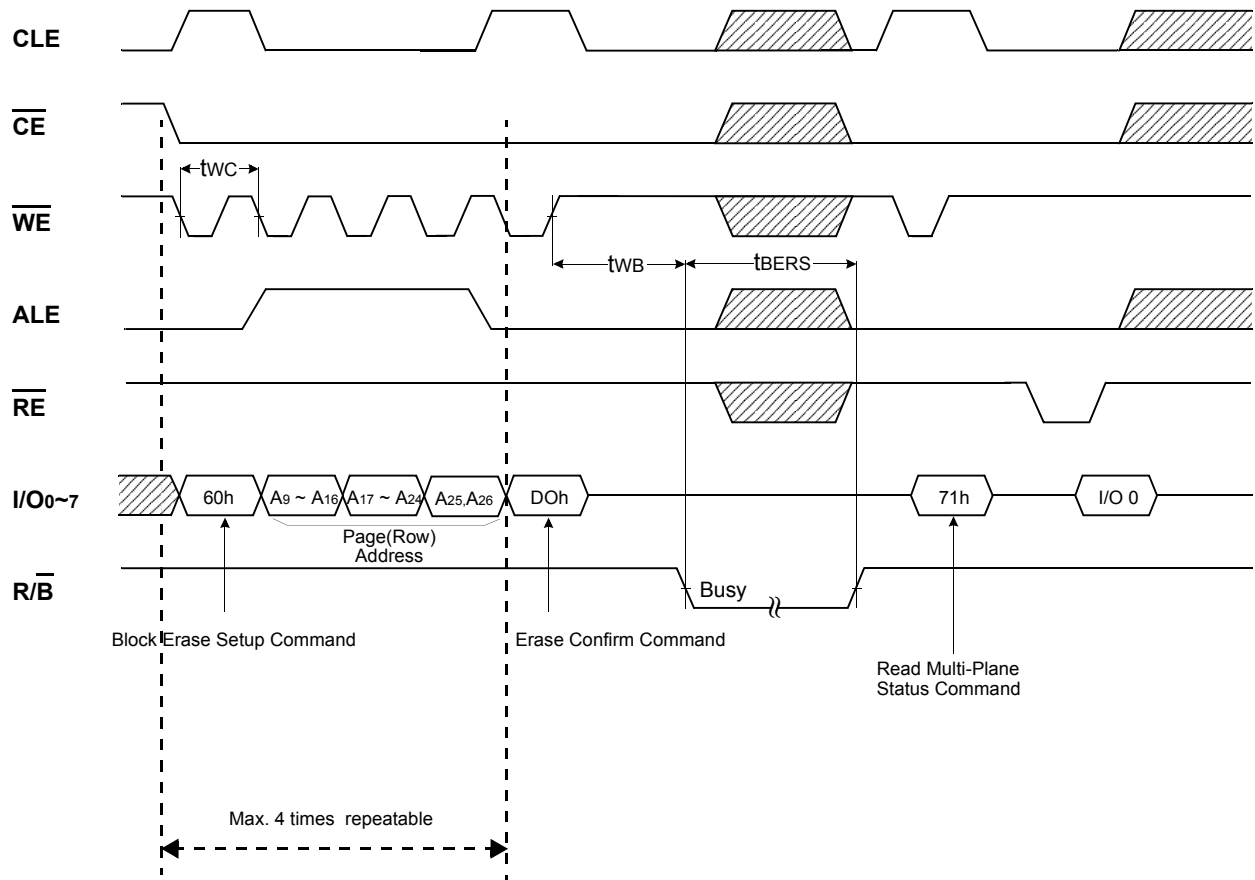 CLE
CE
tWC
WE
tWB
tBERS
ALE
RE
I/O0~7
60h
A9 ~ A16
A17 ~ A24
A25,A26
DOh
71h
I/O 0
Page(Row)
Address
R/B
Busy
Block Erase Setup Command
Erase Confirm Command
Read Multi-Plane
Status Command
Max. 4 times repeatable